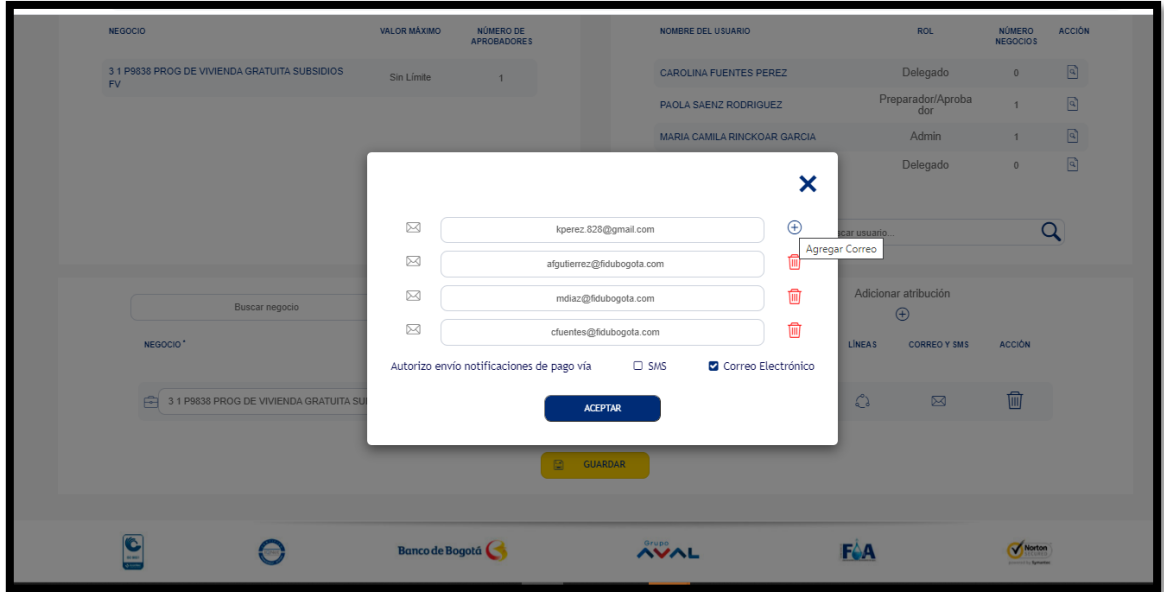 NEGOCIO VALOR MÁXIMO NÚMERO DE APROBADORES
3 1 P9838 PROG DE VIVIENDA GRATUITA SUBSIDIOS FV Sin Límite 1
NOMBRE DEL USUARIO ROL NÚMERO NEGOCIOS ACCIÓN
CAROLINA FUENTES PEREZ Delegado 0
PAOLA SAENZ RODRIGUEZ Preparador/Aprobador 1
MARIA CAMILA RINCKOAR GARCIA Admin 1
Delegado 0
car usuario...
kperez.828@gmail.com
Agregar Correo
afgutierrez@fidubogota.com
mdiaz@fidubogota.com
cfuentes@fidubogota.com
Autorizo envío notificaciones de pago vía SMS Correo Electrónico
ACEPTAR
Buscar negocio
Adicionar atribución
NEGOCIO* LÍNEAS CORREO Y SMS ACCIÓN
3 1 P9838 PROG DE VIVIENDA GRATUITA SU
GUARDAR
Banco de Bogotá
Grupo
AVAL
Norton